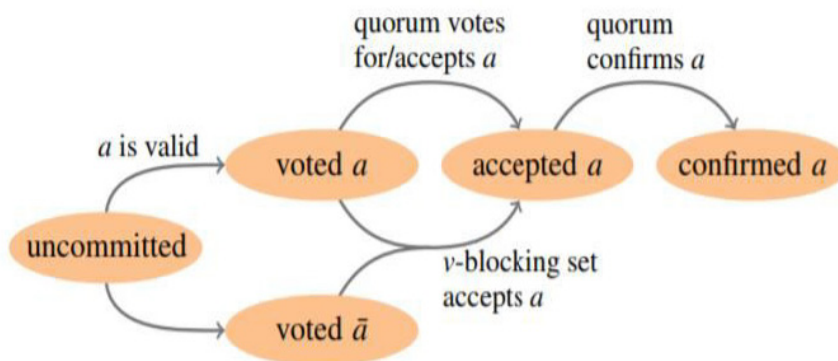 quorum votes
for/accepts a
quorum
confirms a
a is valid
voted a
accepted a
confirmed a
uncommitted
v-blocking set
accepts a
voted ā